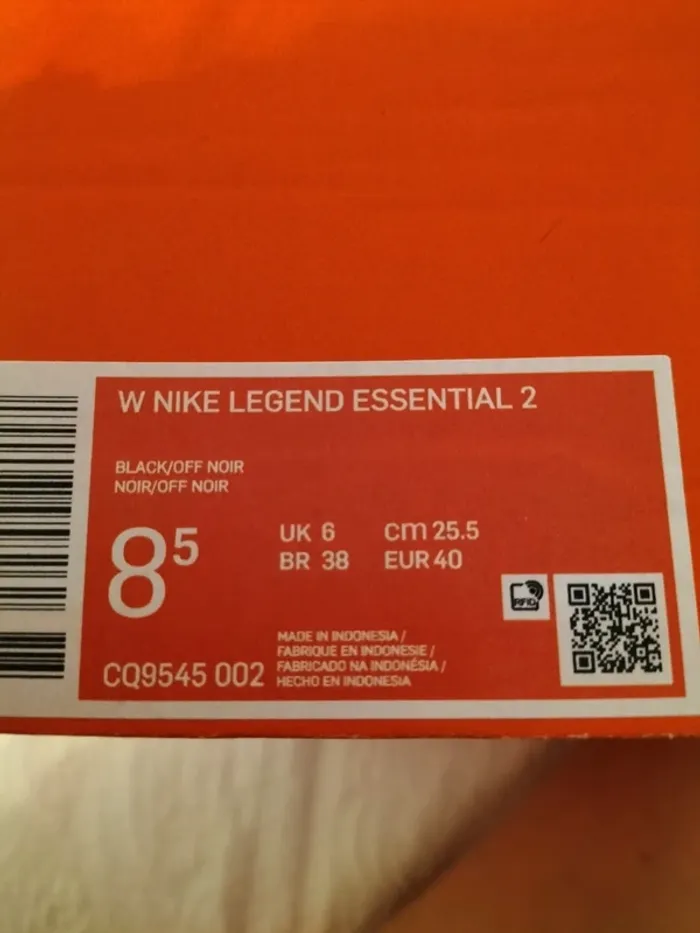 W NIKE LEGEND ESSENTIAL 2
BLACK/OFF NOIR
NOIR/OFF NOIR
8⁵
UK 6 cm 25.5
BR 38 EUR 40
RFID
MADE IN INDONESIA /
FABRIQUE EN INDONESIE /
FABRICADO NA INDONÉSIA /
HECHO EN INDONESIA
CQ9545 002